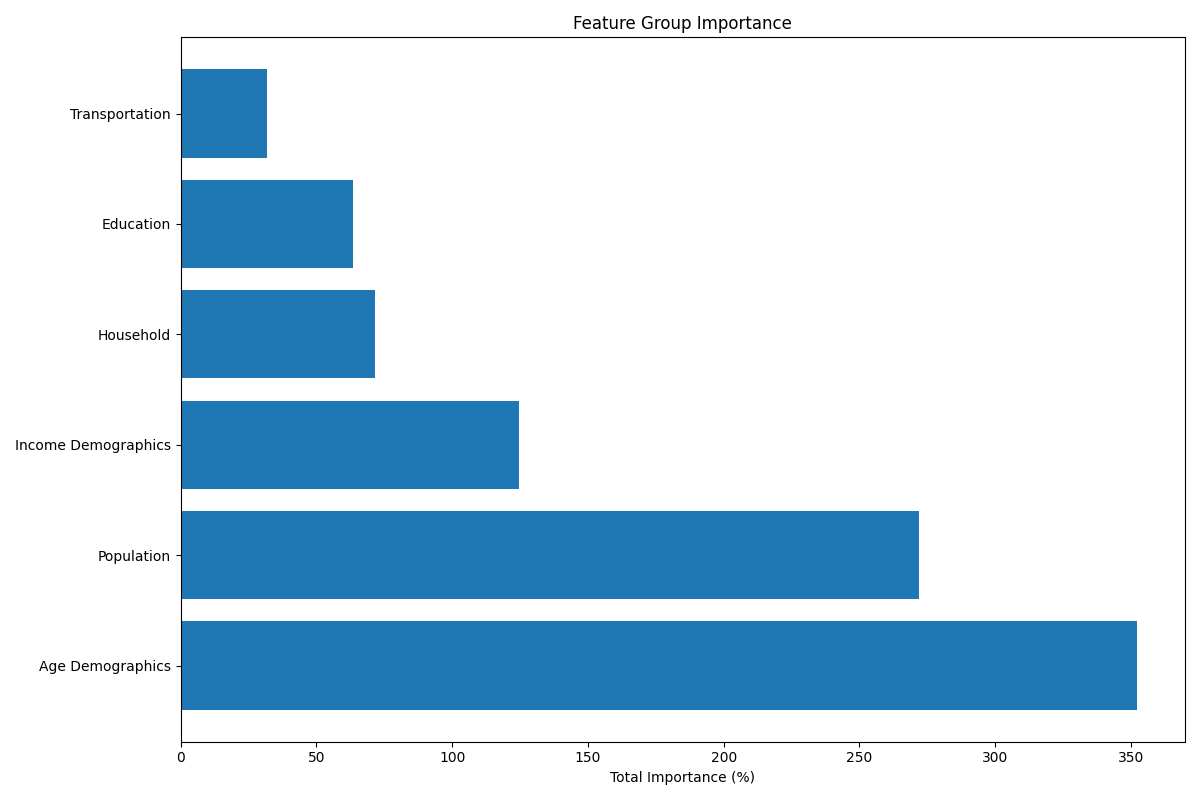 Feature Group Importance
Transportation
Education
Household
Income Demographics
Population
Age Demographics
0 50 100 150 200 250 300 350
Total Importance (%)